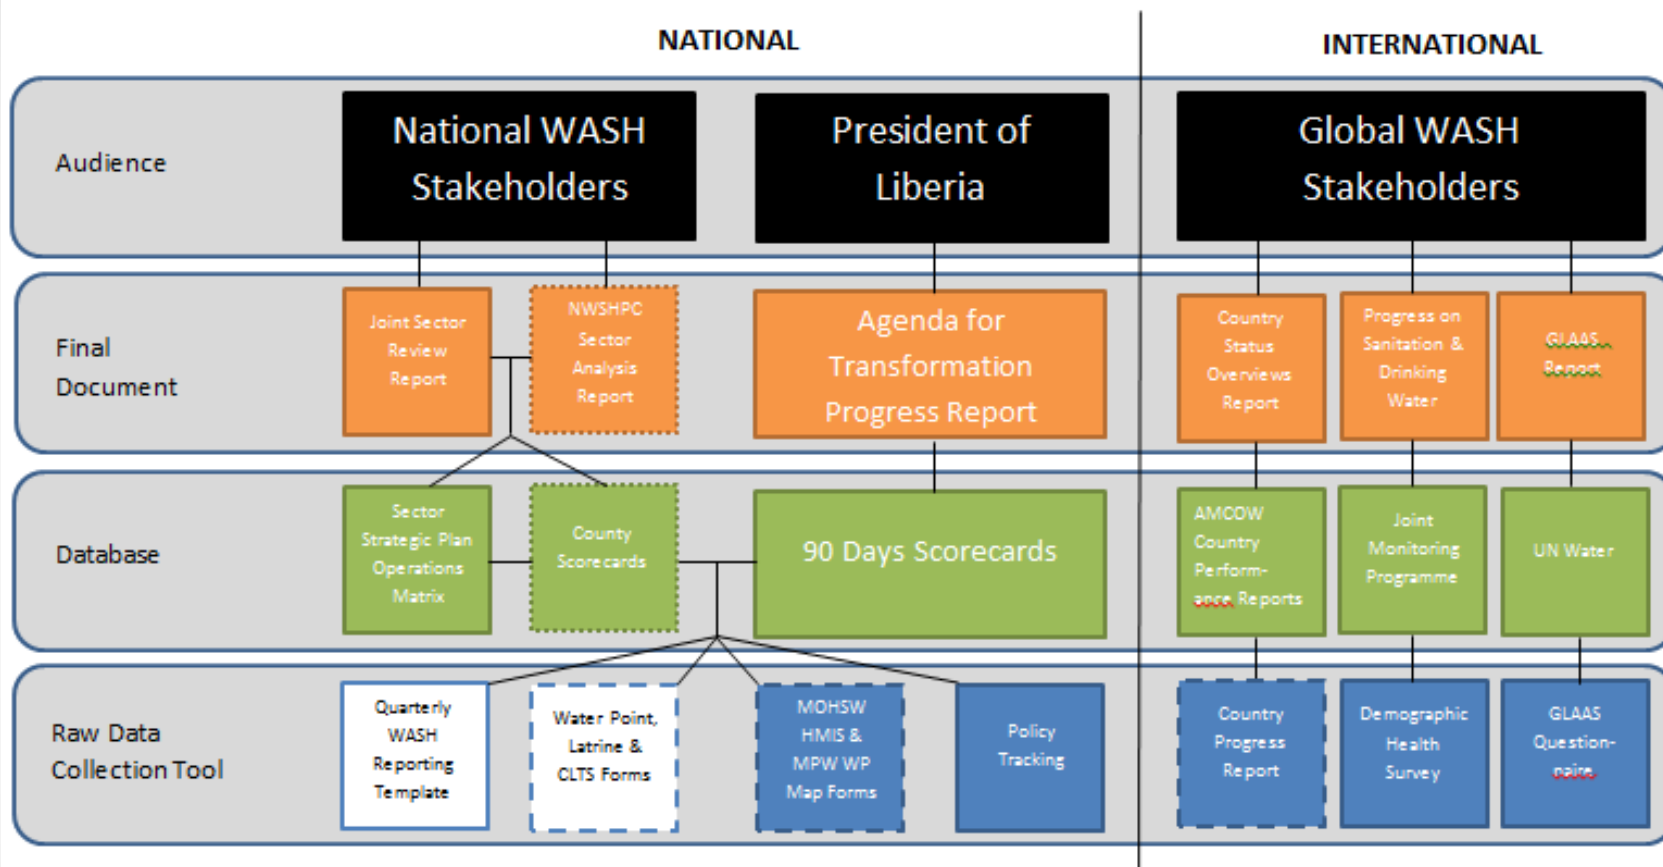 NATIONAL
INTERNATIONAL
Audience
National WASH
Stakeholders
President of
Liberia
Global WASH
Stakeholders
Final
Document
Joint Sector
Review
Report
NWSHPC
Sector
Analysis
Report
Agenda for
Transformation
Progress Report
Country
Status
Overviews
Report
Progress on
Sanitation &
Drinking
Water
GLAAS
Report
Database
Sector
Strategic Plan
Operations
Matrix
County
Scorecards
90 Days Scorecards
AMCOW
Country
Perform-
ance Reports
Joint
Monitoring
Programme
UN Water
Raw Data
Collection Tool
Quarterly
WASH
Reporting
Template
Water Point,
Latrine &
CLTS Forms
MOHSW
HMIS &
MPW WP
Map Forms
Policy
Tracking
Country
Progress
Report
Demographic
Health
Survey
GLAAS
Question-
naire